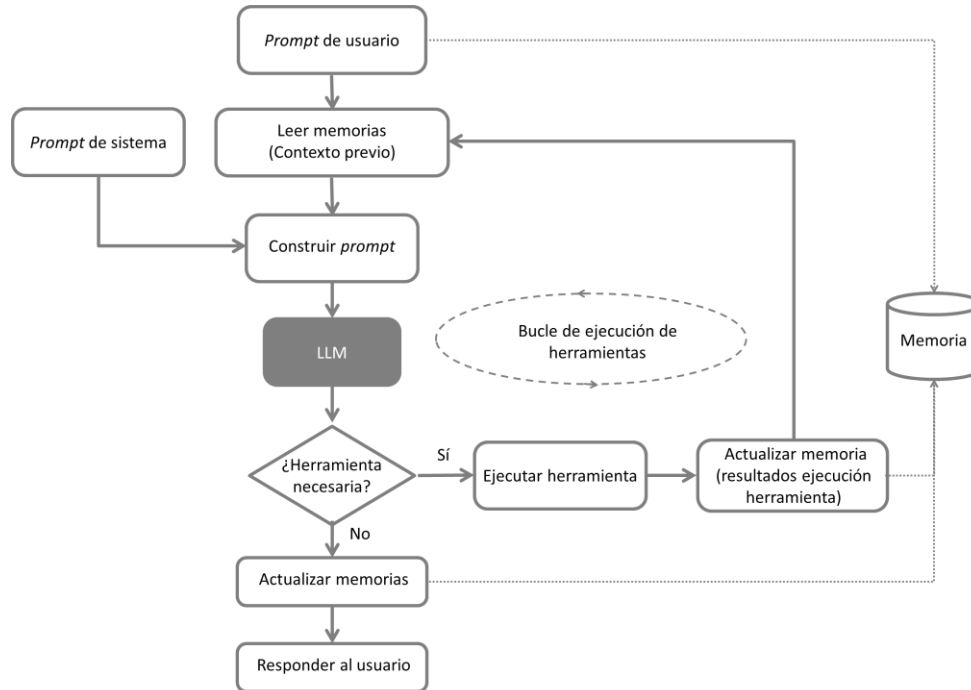 Prompt de usuario
Leer memorias
(Contexto previo)
Prompt de sistema
Construir prompt
LLM
Bucle de ejecución de
herramientas
Memoria
¿Herramienta
necesaria?
Sí
Ejecutar herramienta
Actualizar memoria
(resultados ejecución
herramienta)
No
Actualizar memorias
Responder al usuario